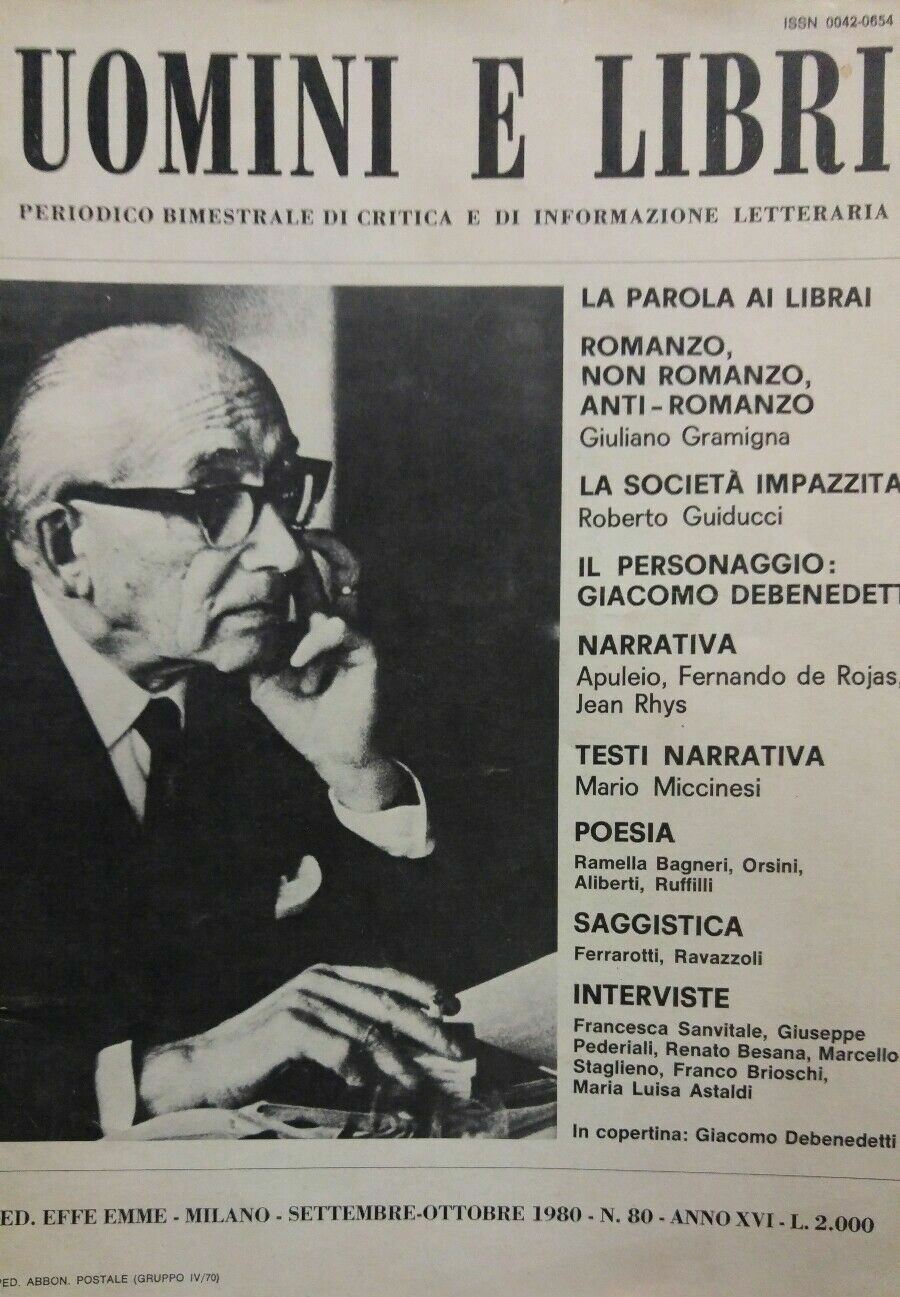 ISSN 0042-0654
UOMINI E LIBRI
PERIODICO BIMESTRALE DI CRITICA E DI INFORMAZIONE LETTERARIA
LA PAROLA AI LIBRAI
ROMANZO,
NON ROMANZO,
ANTI-ROMANZO
Giuliano Gramigna
LA SOCIETÀ IMPAZZITA
Roberto Guiducci
IL PERSONAGGIO:
GIACOMO DEBENEDETT
NARRATIVA
Apuleio, Fernando de Rojas,
Jean Rhys
TESTI NARRATIVA
Mario Miccinesi
POESIA
Ramella Bagneri, Orsini,
Aliberti, Ruffilli
SAGGISTICA
Ferrarotti, Ravazzoli
INTERVISTE
Francesca Sanvitale, Giuseppe
Pederiali, Renato Besana, Marcello
Staglieno, Franco Brioschi,
Maria Luisa Astaldi
In copertina: Giacomo Debenedetti
ED. EFFE EMME - MILANO - SETTEMBRE-OTTOBRE 1980 - N. 80 - ANNO XVI - L. 2.000
PED. ABBON. POSTALE (GRUPPO IV/70)